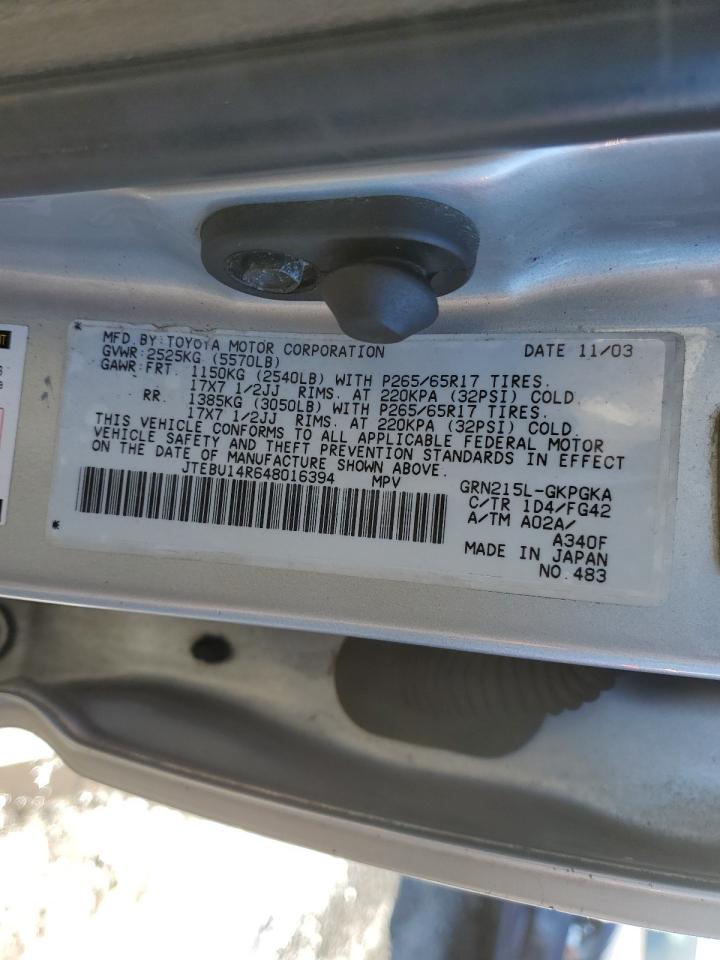 MFD. BY: TOYOTA MOTOR CORPORATION DATE 11/03
GVWR: 2525KG (5570LB)
GAWR: FRT. 1150KG (2540LB) WITH P265/65R17 TIRES.
17X7 1/2JJ RIMS. AT 220KPA (32PSI) COLD
RR. 1385KG (3050LB) WITH P265/65R17 TIRES.
17X7 1/2JJ RIMS. AT 220KPA (32PSI) COLD
THIS VEHICLE CONFORMS TO ALL APPLICABLE FEDERAL MOTOR
VEHICLE SAFETY AND THEFT PREVENTION STANDARDS IN EFFECT
ON THE DATE OF MANUFACTURE SHOWN ABOVE.
JTEBU14R648016394 MPV
GRN215L-GKPGKA
C/TR 1D4/FG42
A/TM A02A/
A340F
MADE IN JAPAN
NO. 483